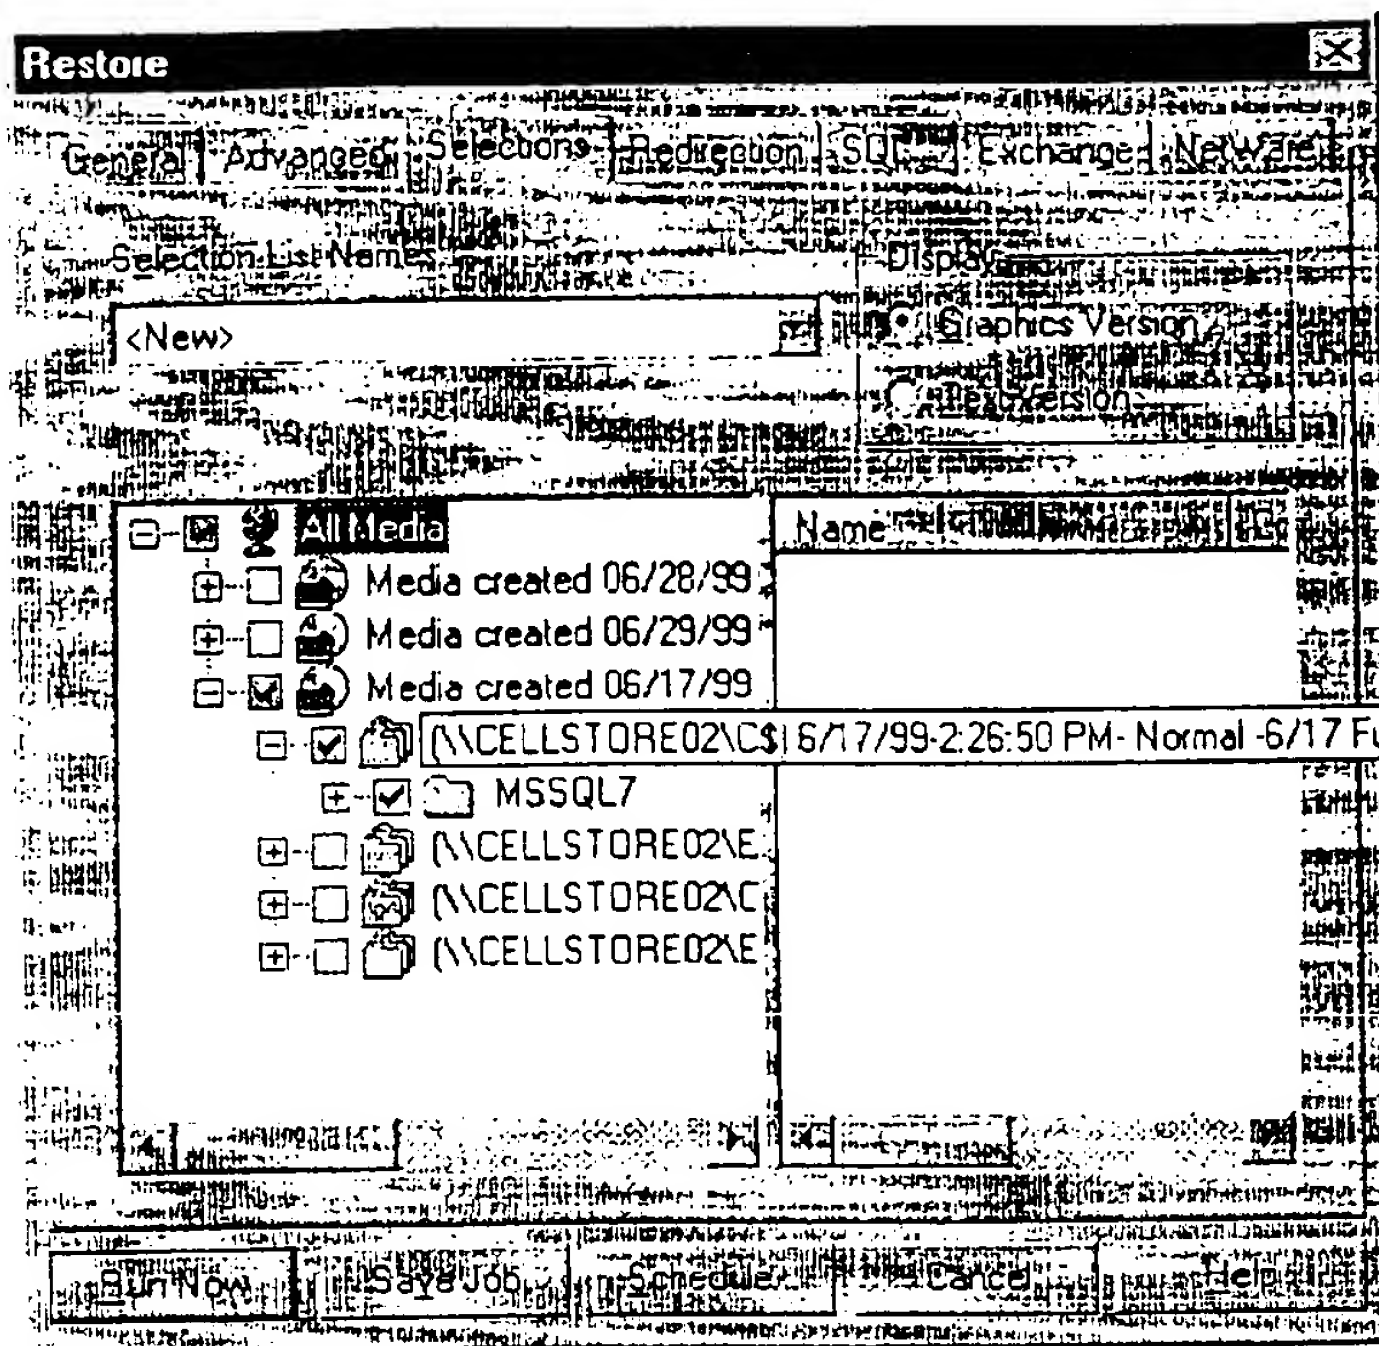 Restore
General Advanced Selections Redirection SQL Exchange NetWare
Selection List Names
Display
<New>
Graphics Version
Text Version
All Media
Name
Media created 06/28/99
Media created 06/29/99
Media created 06/17/99
(\\CELLSTORE02\C$) 6/17/99-2:26:50 PM- Normal -6/17 Fu
MSSQL7
(\\CELLSTORE02\E
(\\CELLSTORE02\C
(\\CELLSTORE02\E
Run Now Save Job Schedule Cancel Help